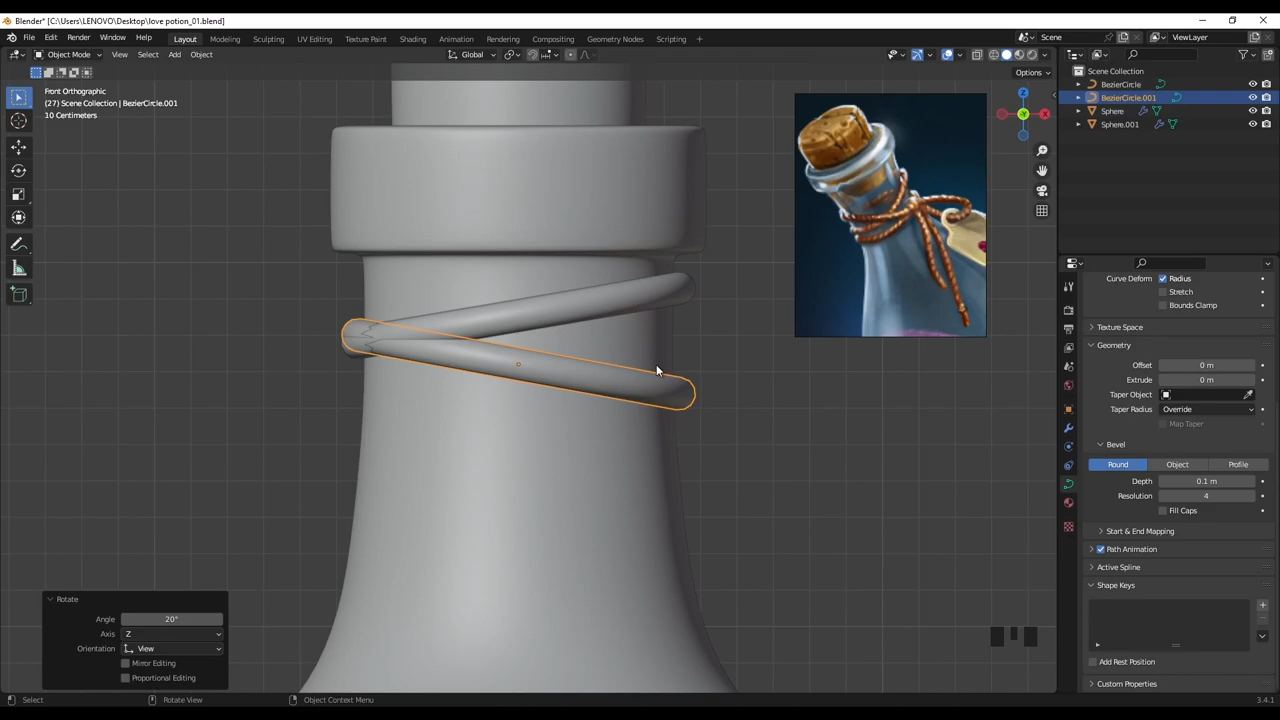 Blender* [C:\Users\LENOVO\Desktop\love potion_01.blend]
File Edit Render Window Help Layout Modeling Sculpting UV Editing Texture Paint Shading Animation Rendering Compositing Geometry Nodes Scripting Scene ViewLayer
Object Mode View Select Add Object Global
Options
Front Orthographic
(27) Scene Collection | BezierCircle.001
10 Centimeters
Z
X
Y
Scene Collection
BezierCircle
BezierCircle.001
Sphere
Sphere.001
Curve Deform Radius
Stretch
Bounds Clamp
Texture Space
Geometry
Offset 0 m
Extrude 0 m
Taper Object
Taper Radius Override
Map Taper
Bevel
Round Object Profile
Depth 0.1 m
Resolution 4
Fill Caps
Start & End Mapping
Path Animation
Active Spline
Shape Keys
Add Rest Position
Custom Properties
Rotate
Angle 20°
Axis Z
Orientation View
Mirror Editing
Proportional Editing
Select Rotate View Object Context Menu 3.4.1